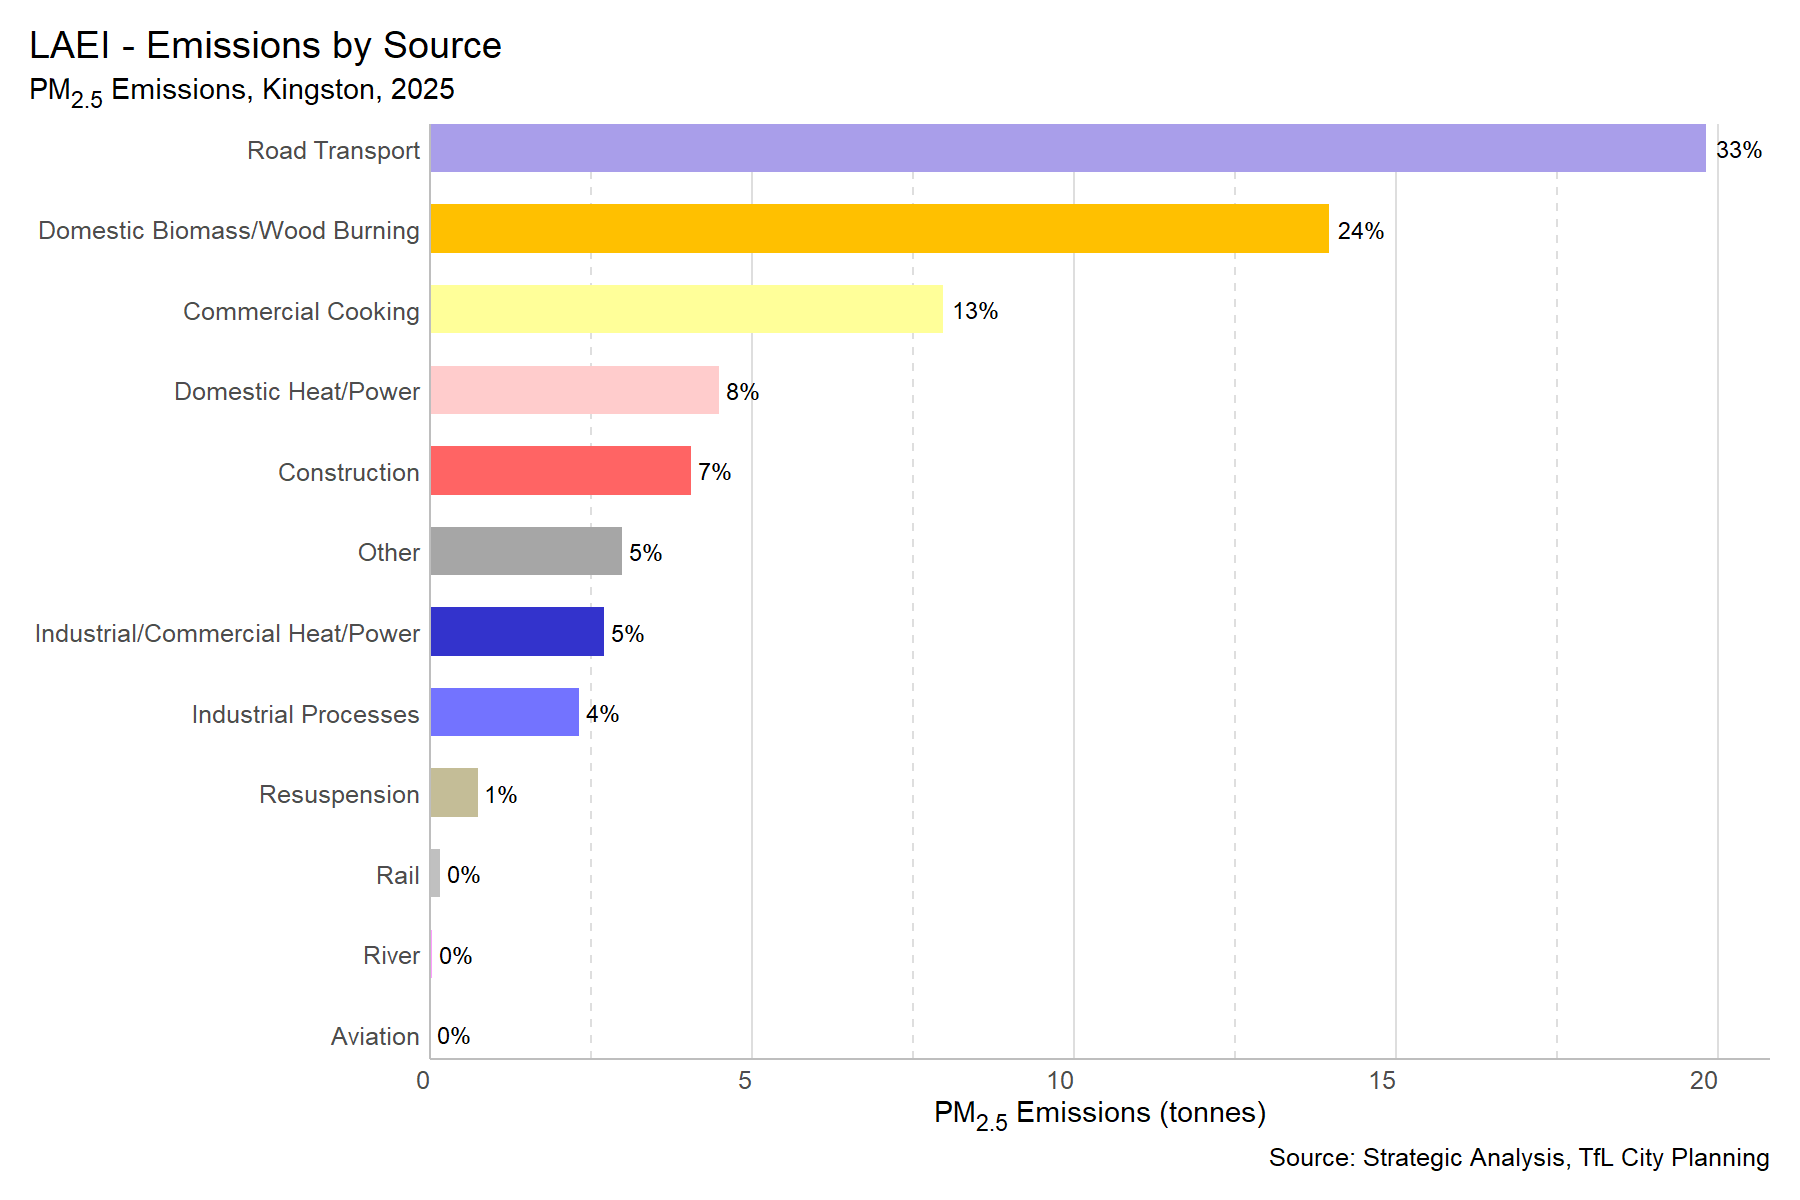 LAEI - Emissions by Source
PM2.5 Emissions, Kingston, 2025
Road Transport 33%
Domestic Biomass/Wood Burning 24%
Commercial Cooking 13%
Domestic Heat/Power 8%
Construction 7%
Other 5%
Industrial/Commercial Heat/Power 5%
Industrial Processes 4%
Resuspension 1%
Rail 0%
River 0%
Aviation 0%
0 5 10 15 20
PM2.5 Emissions (tonnes)
Source: Strategic Analysis, TfL City Planning